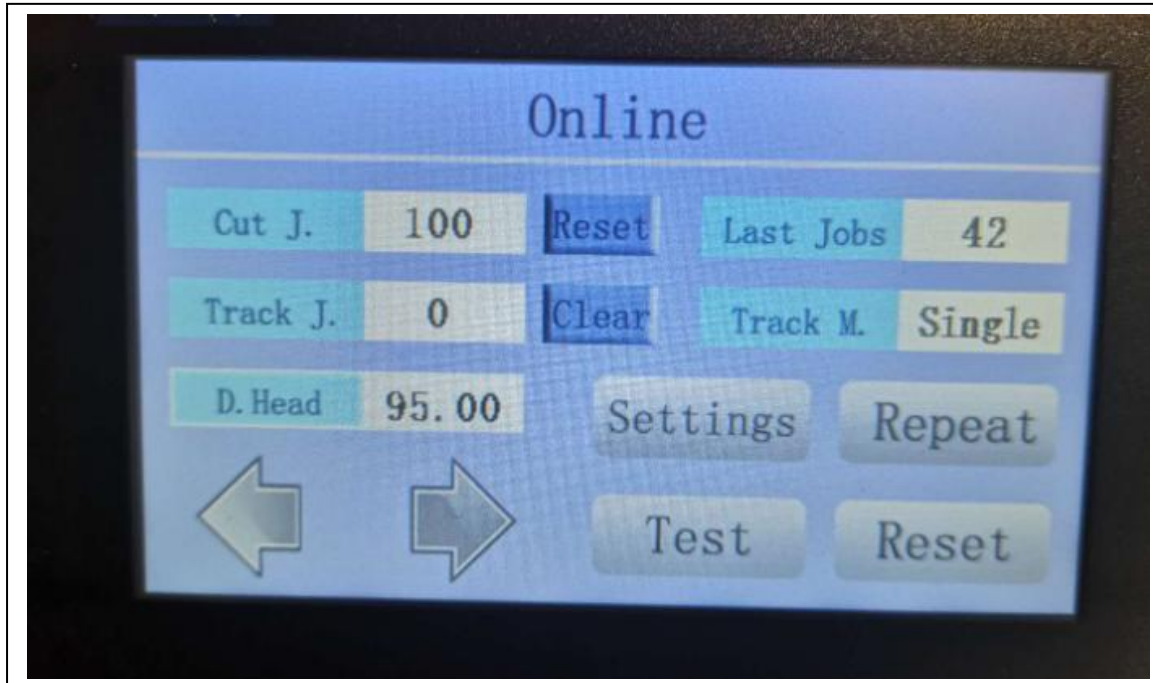 Online
Cut J. 100 Reset Last Jobs 42
Track J. 0 Clear Track M. Single
D.Head 95.00 Settings Repeat
Test Reset